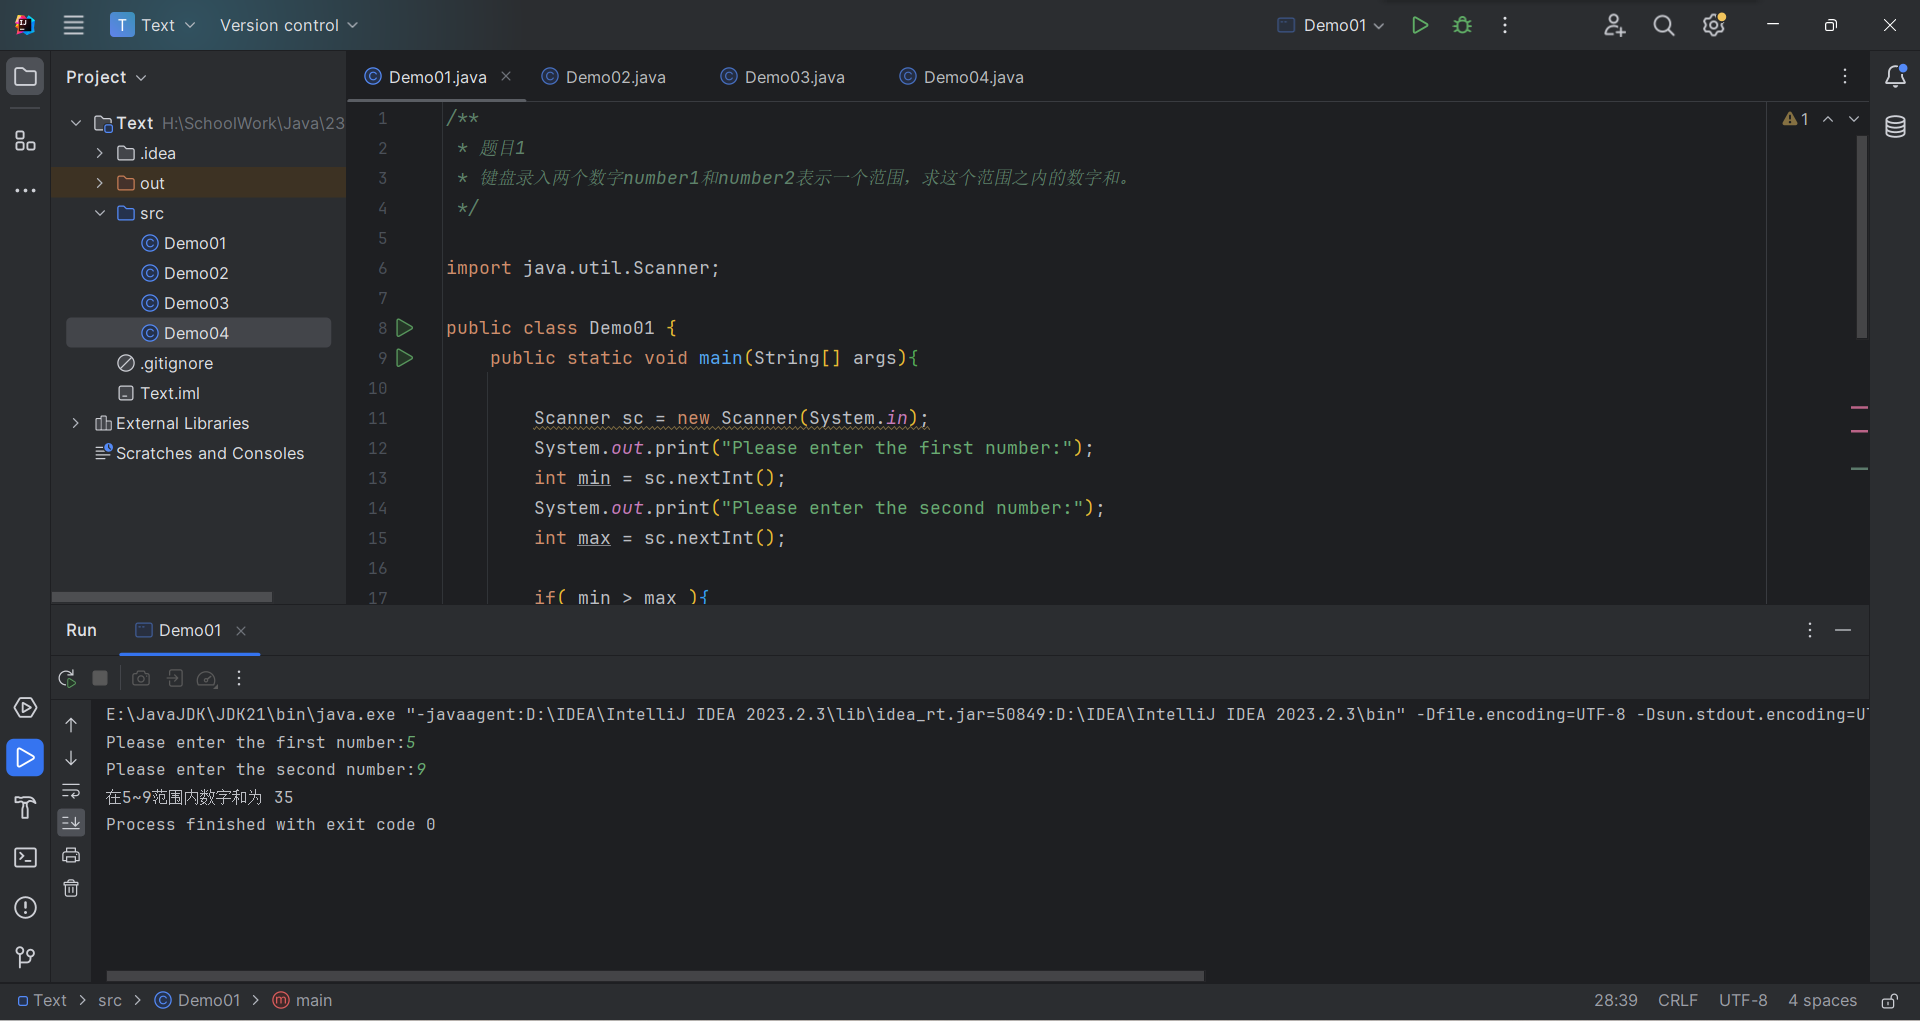 T Text Version control Demo01
Project
Demo01.java Demo02.java Demo03.java Demo04.java
Text H:\SchoolWork\Java\23
.idea
out
src
Demo01
Demo02
Demo03
Demo04
.gitignore
Text.iml
External Libraries
Scratches and Consoles
1
1 /**
2 * 题目1
3 * 键盘录入两个数字number1和number2表示一个范围，求这个范围之内的数字和。
4 */
5
6 import java.util.Scanner;
7
8 public class Demo01 {
9 public static void main(String[] args){
10
11 Scanner sc = new Scanner(System.in);
12 System.out.print("Please enter the first number:");
13 int min = sc.nextInt();
14 System.out.print("Please enter the second number:");
15 int max = sc.nextInt();
16
17 if( min > max ){
Run Demo01
E:\JavaJDK\JDK21\bin\java.exe "-javaagent:D:\IDEA\IntelliJ IDEA 2023.2.3\lib\idea_rt.jar=50849:D:\IDEA\IntelliJ IDEA 2023.2.3\bin" -Dfile.encoding=UTF-8 -Dsun.stdout.encoding=U
Please enter the first number:5
Please enter the second number:9
在5~9范围内数字和为 35
Process finished with exit code 0
Text > src > Demo01 > main
28:39 CRLF UTF-8 4 spaces